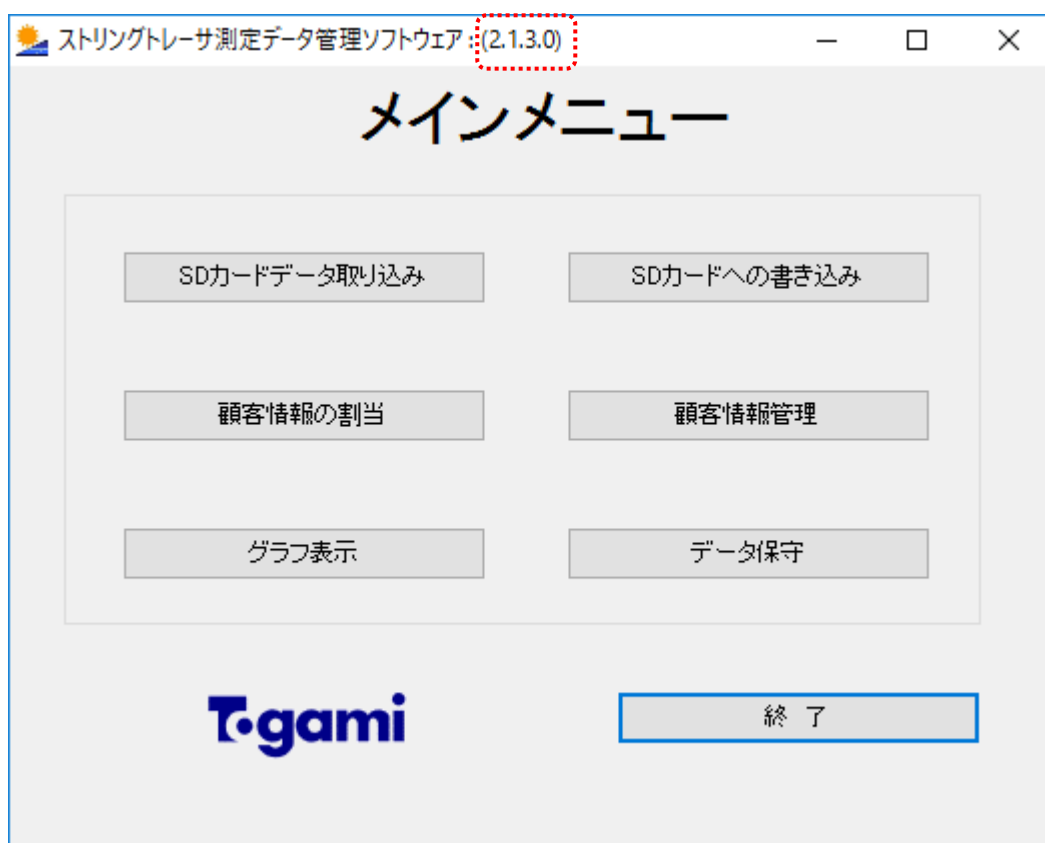 ストリングトレーサ測定データ管理ソフトウェア : (2.1.3.0)
メインメニュー
SDカードデータ取り込み SDカードへの書き込み
顧客情報の割当 顧客情報管理
グラフ表示 データ保守
Togami 終 了